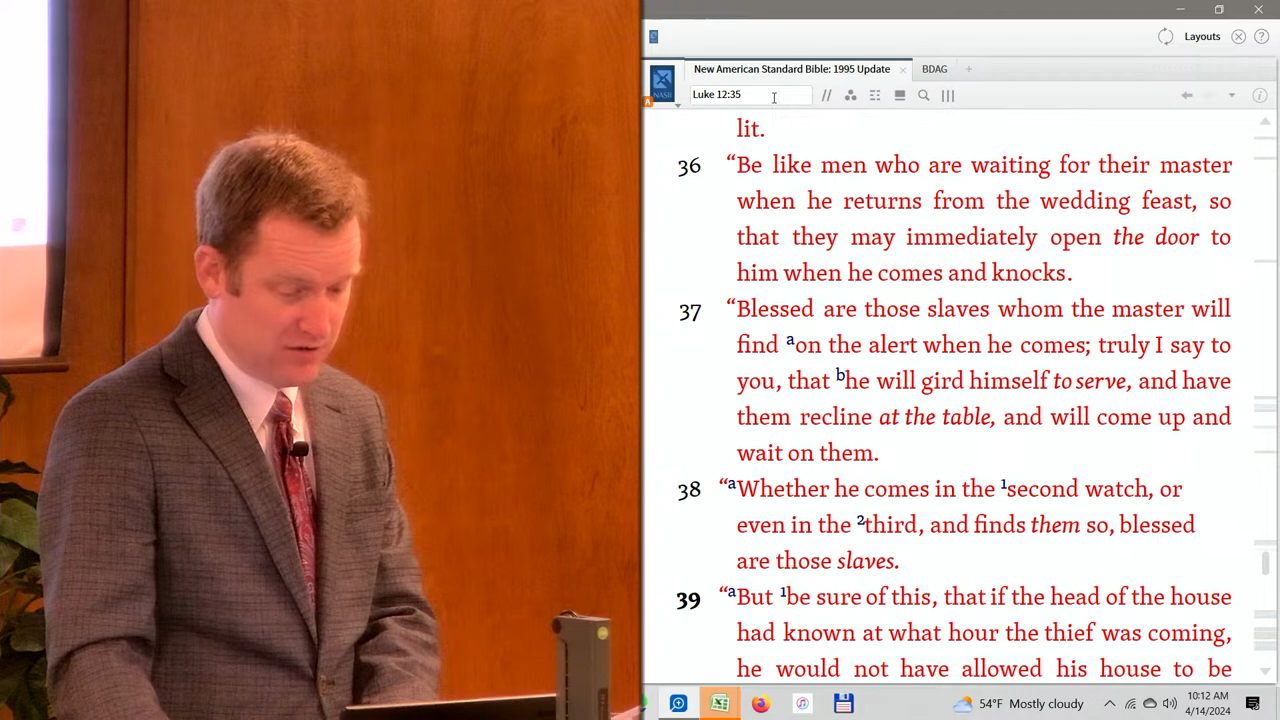 Layouts
New American Standard Bible: 1995 Update
BDAG
NASB
Luke 12:35
lit.
36 “Be like men who are waiting for their master
when he returns from the wedding feast, so
that they may immediately open the door to
him when he comes and knocks.
37 “Blessed are those slaves whom the master will
find ᵃon the alert when he comes; truly I say to
you, that ᵇhe will gird himself to serve, and have
them recline at the table, and will come up and
wait on them.
38 “ᵃWhether he comes in the ¹second watch, or
even in the ²third, and finds them so, blessed
are those slaves.
39 “ᵃBut ¹be sure of this, that if the head of the house
had known at what hour the thief was coming,
he would not have allowed his house to be
54°F Mostly cloudy
10:12 AM
4/14/2024